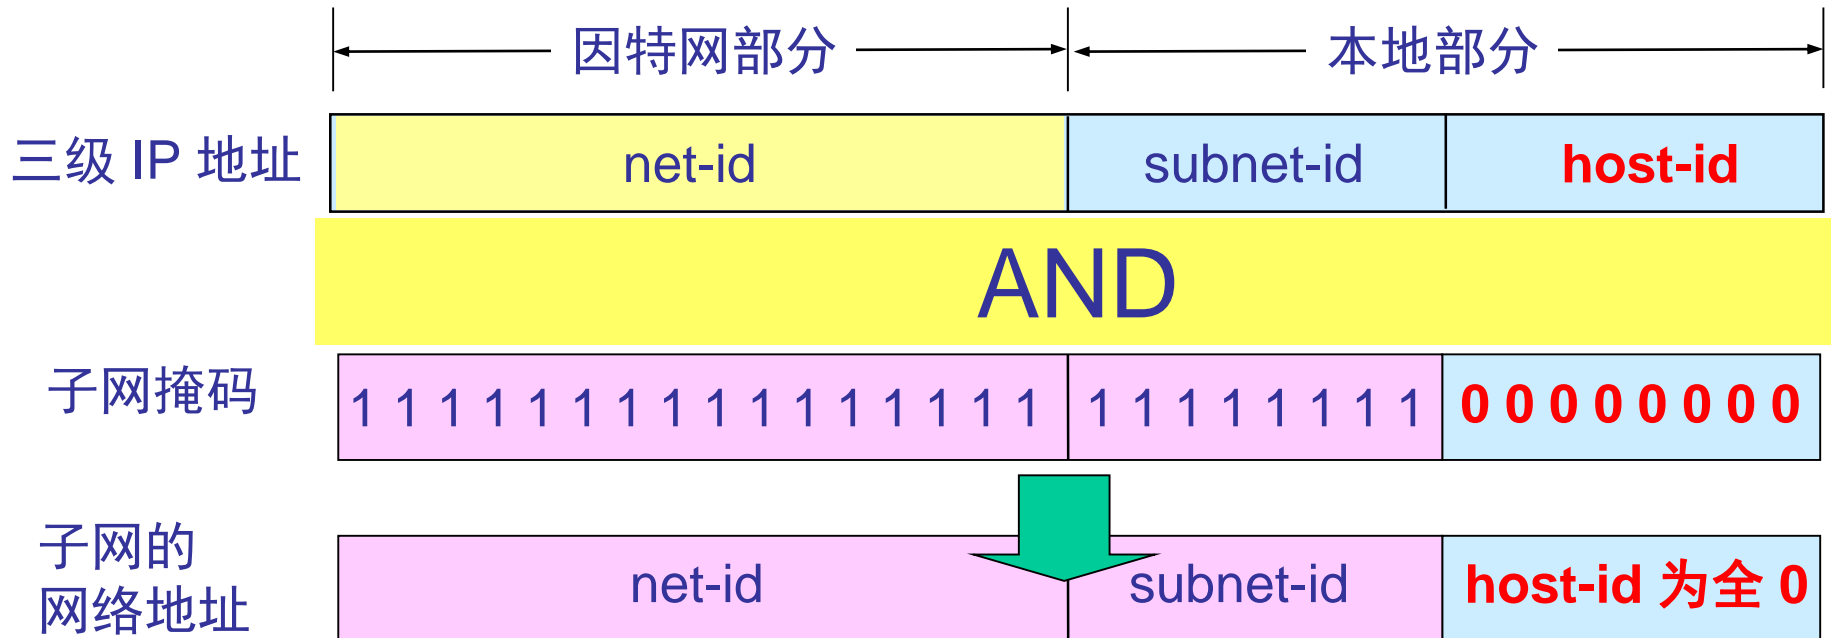 因特网部分 本地部分
三级 IP 地址 net-id subnet-id host-id
AND
子网掩码 1 1 1 1 1 1 1 1 1 1 1 1 1 1 1 1 1 1 1 1 1 1 1 1 0 0 0 0 0 0 0 0
子网的
网络地址 net-id subnet-id host-id 为全 0